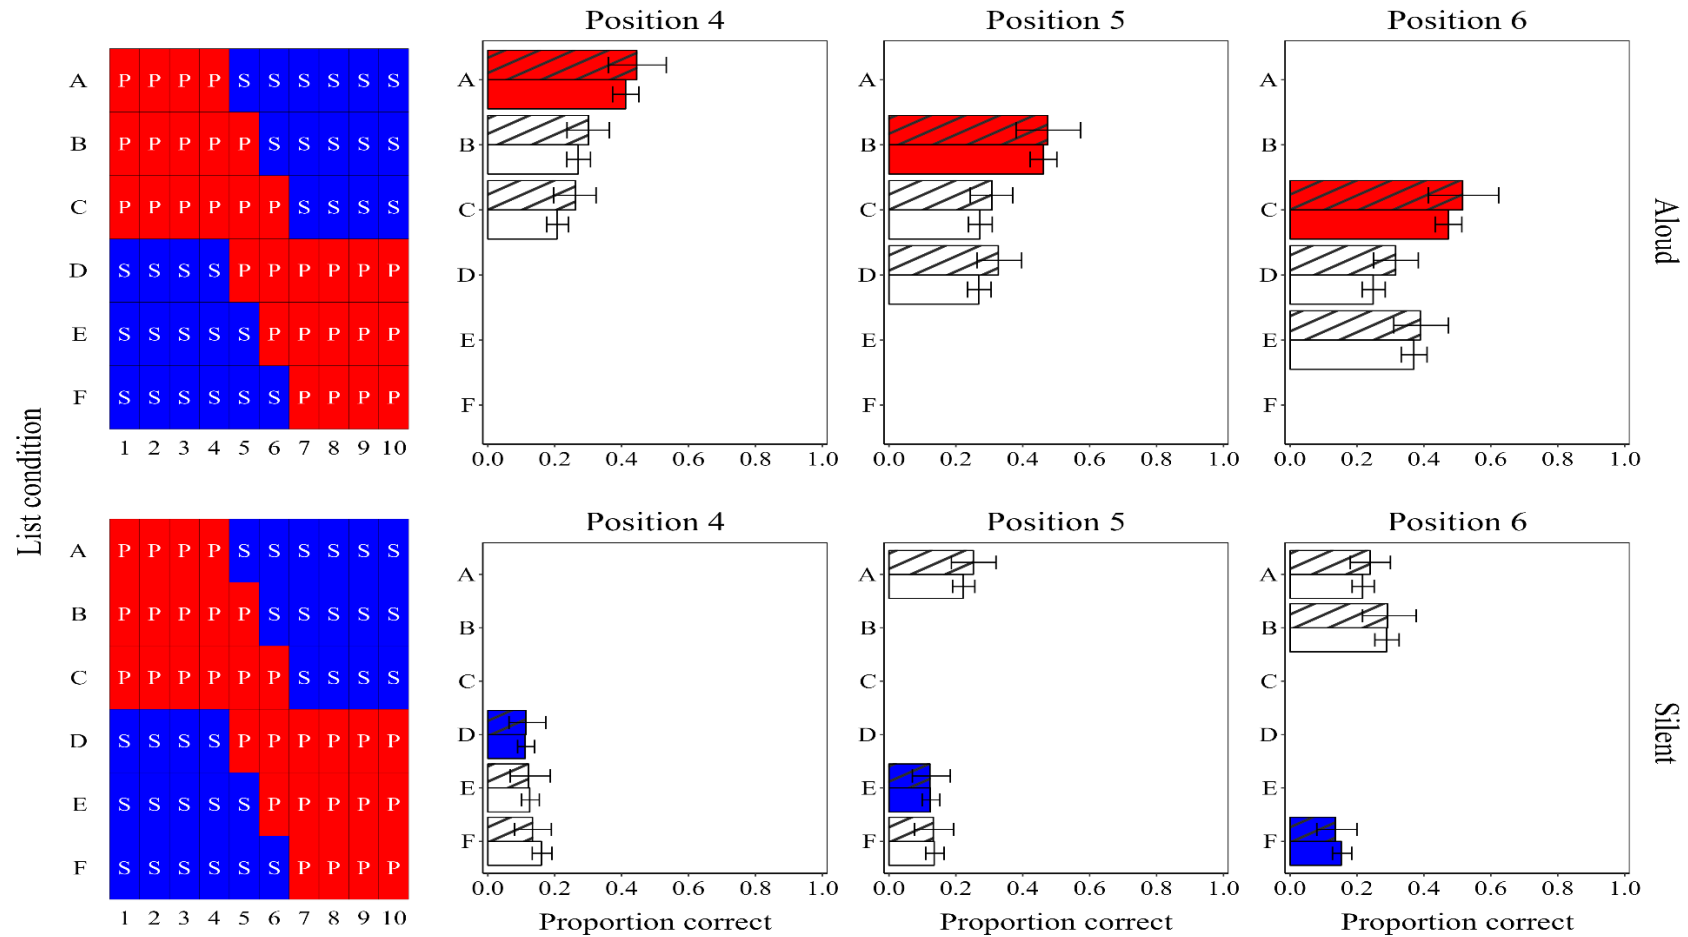 Position 4 Position 5 Position 6
A P P P P S S S S S S
B P P P P P S S S S S
C P P P P P P S S S S
D S S S S P P P P P P
E S S S S S P P P P P
F S S S S S S P P P P
1 2 3 4 5 6 7 8 9 10
A
B
C
D
E
F
0.0 0.2 0.4 0.6 0.8 1.0
A
B
C
D
E
F
0.0 0.2 0.4 0.6 0.8 1.0
A
B
C
D
E
F
0.0 0.2 0.4 0.6 0.8 1.0
Aloud
List condition
Position 4 Position 5 Position 6
A P P P P S S S S S S
B P P P P P S S S S S
C P P P P P P S S S S
D S S S S P P P P P P
E S S S S S P P P P P
F S S S S S S P P P P
1 2 3 4 5 6 7 8 9 10
A
B
C
D
E
F
0.0 0.2 0.4 0.6 0.8 1.0
Proportion correct
A
B
C
D
E
F
0.0 0.2 0.4 0.6 0.8 1.0
Proportion correct
A
B
C
D
E
F
0.0 0.2 0.4 0.6 0.8 1.0
Proportion correct
Silent